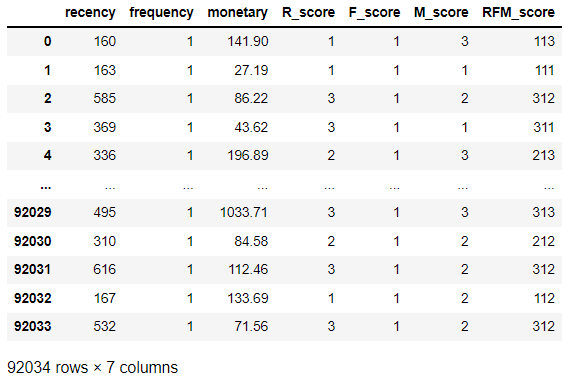 recency frequency monetary R_score F_score M_score RFM_score
0 160 1 141.90 1 1 3 113
1 163 1 27.19 1 1 1 111
2 585 1 86.22 3 1 2 312
3 369 1 43.62 3 1 1 311
4 336 1 196.89 2 1 3 213
... ... ... ... ... ... ... ...
92029 495 1 1033.71 3 1 3 313
92030 310 1 84.58 2 1 2 212
92031 616 1 112.46 3 1 2 312
92032 167 1 133.69 1 1 2 112
92033 532 1 71.56 3 1 2 312
92034 rows × 7 columns